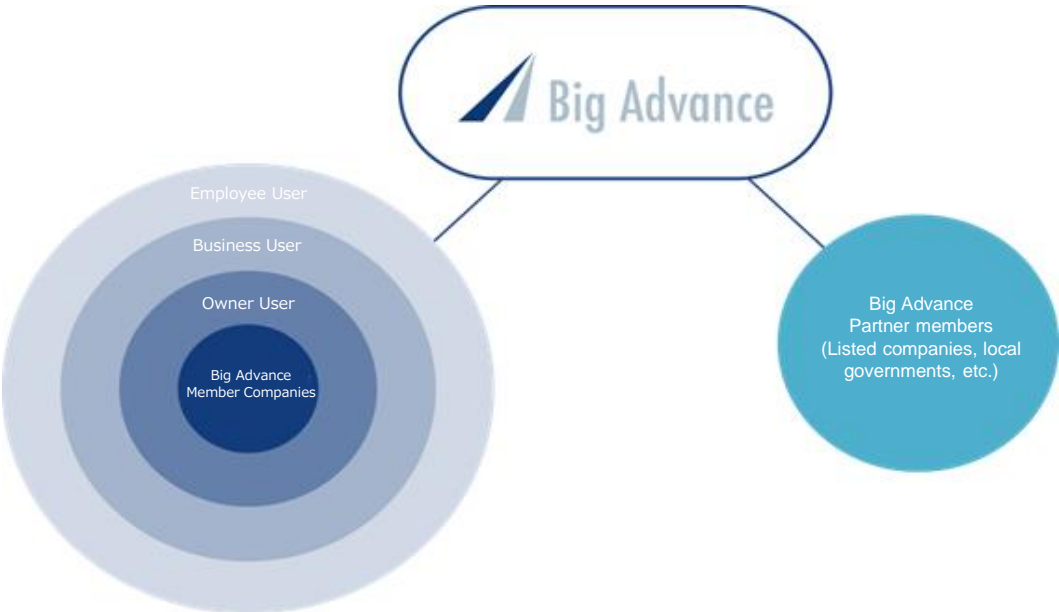 Big Advance
Employee User
Business User
Owner User
Big Advance
Member Companies
Big Advance
Partner members
(Listed companies, local
governments, etc.)